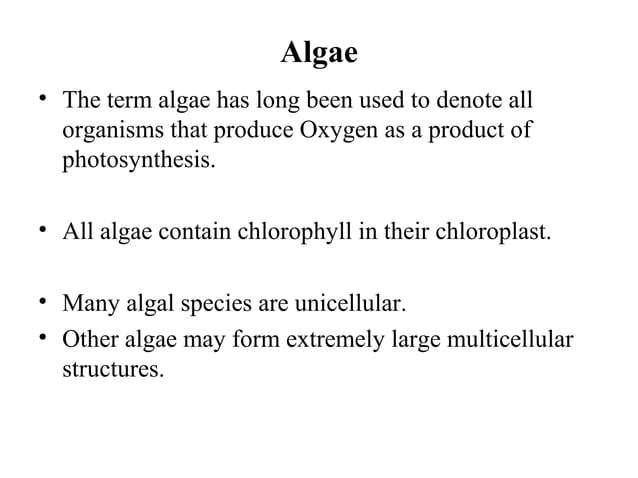 Algae
• The term algae has long been used to denote all
organisms that produce Oxygen as a product of
photosynthesis.
• All algae contain chlorophyll in their chloroplast.
• Many algal species are unicellular.
• Other algae may form extremely large multicellular
structures.